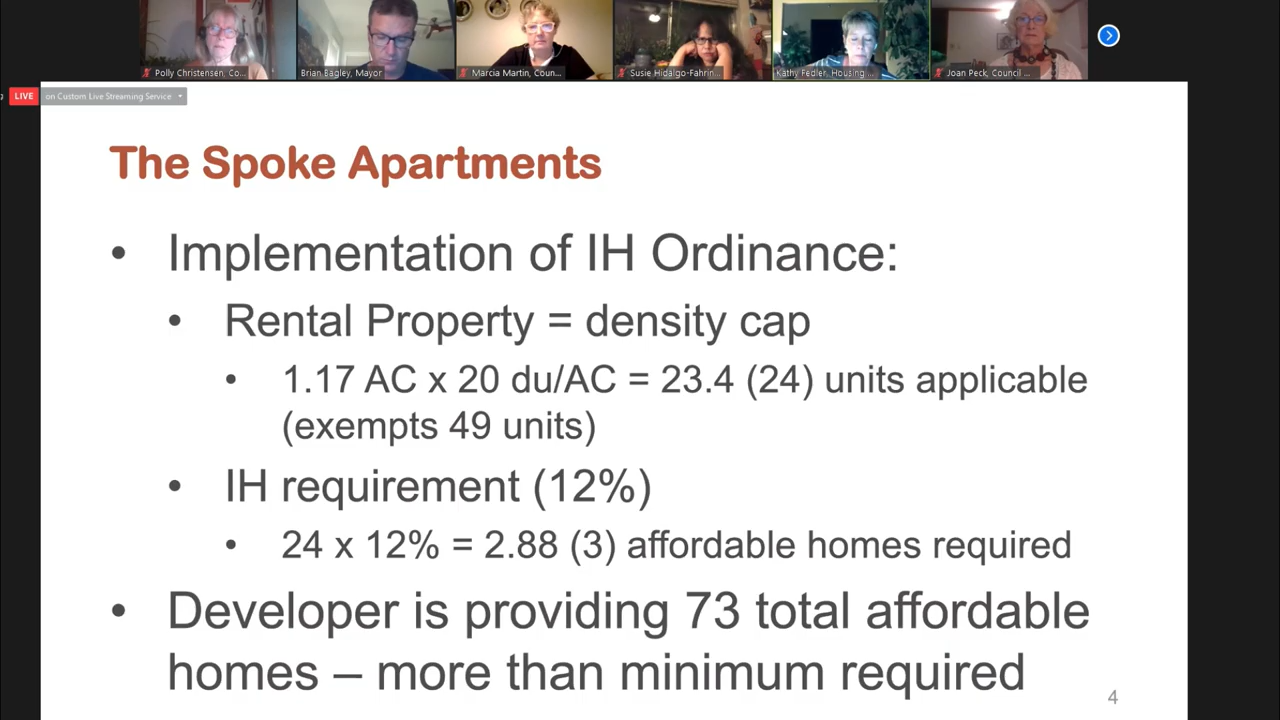 Polly Christensen, Co...
Brian Bagley, Mayor
Marcia Martin, Coun...
Susie Hidalgo-Fahrin...
Kathy Fedler, Housing ...
Joan Peck, Council ...
LIVE on Custom Live Streaming Service
The Spoke Apartments
• Implementation of IH Ordinance:
• Rental Property = density cap
• 1.17 AC x 20 du/AC = 23.4 (24) units applicable
(exempts 49 units)
• IH requirement (12%)
• 24 x 12% = 2.88 (3) affordable homes required
• Developer is providing 73 total affordable
homes – more than minimum required
4